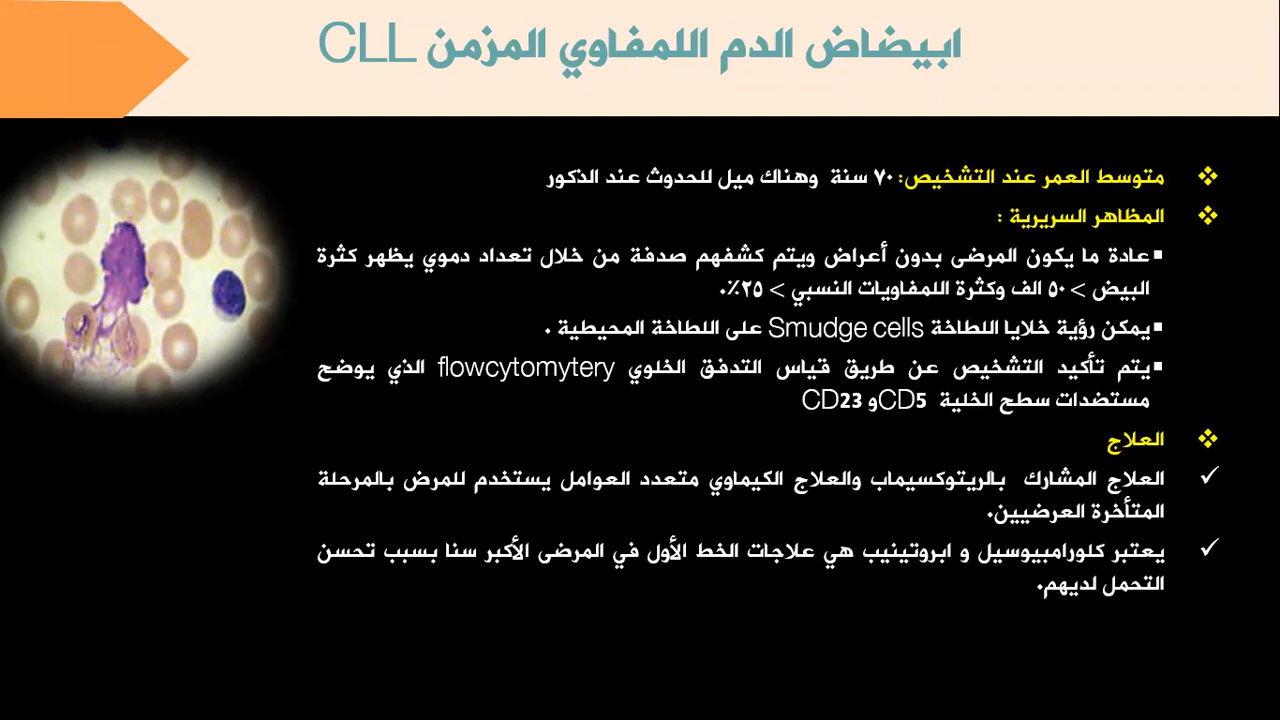 ابيضاض الدم اللمفاوي المزمن CLL
❖ متوسط العمر عند التشخيص: ٧٠ سنة وهناك ميل للحدوث عند الذكور
❖ المظاهر السريرية :
▪عادة ما يكون المرضى بدون أعراض ويتم كشفهم صدفة من خلال تعداد دموي يظهر كثرة
البيض > ٥٠ الف وكثرة اللمفاويات النسبي > ٢٥٪.
▪يمكن رؤية خلايا اللطاخة Smudge cells على اللطاخة المحيطية .
▪يتم تأكيد التشخيص عن طريق قياس التدفق الخلوي flowcytomytery الذي يوضح
مستضدات سطح الخلية CD5و CD23
❖ العلاج
✓ العلاج المشارك بالريتوكسيماب والعلاج الكيماوي متعدد العوامل يستخدم للمرض بالمرحلة
المتأخرة العرضيين.
✓ يعتبر كلورامبيوسيل و ابروتينيب هي علاجات الخط الأول في المرضى الأكبر سنا بسبب تحسن
التحمل لديهم.